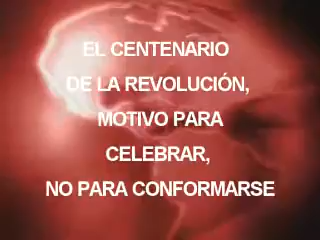 EL CENTENARIO
DE LA REVOLUCIÓN,
MOTIVO PARA
CELEBRAR,
NO PARA CONFORMARSE